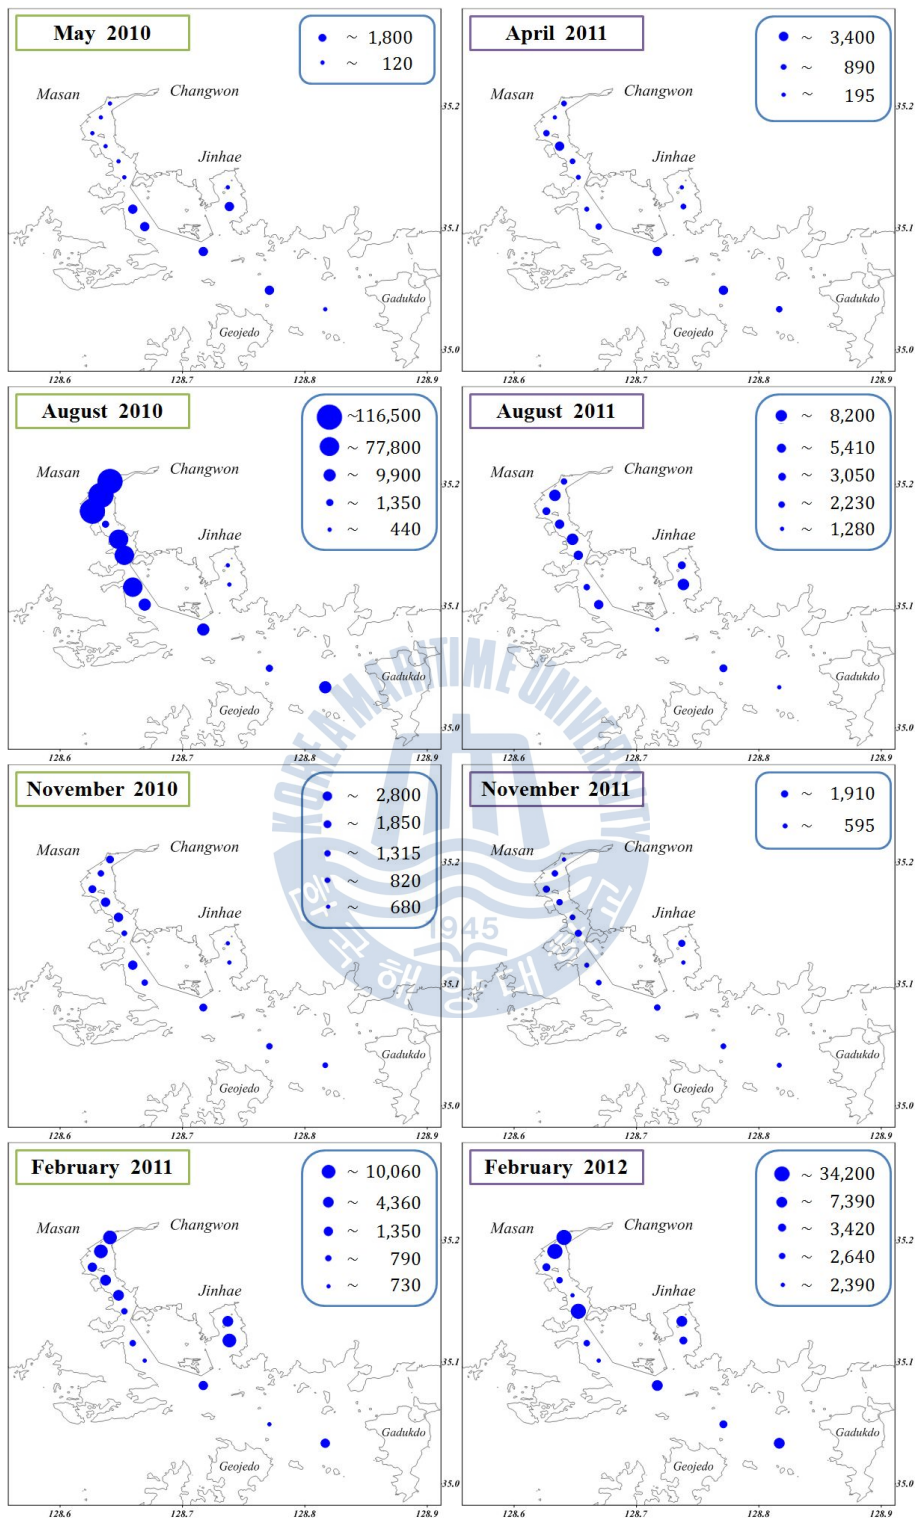 May 2010
~ 1,800
~ 120
Masan
Changwon
Jinhae
Gadukdo
Geojedo
128.6
128.7
128.8
128.9
35.2
35.1
35.0
April 2011
~ 3,400
~ 890
~ 195
Masan
Changwon
Jinhae
Gadukdo
Geojedo
128.6
128.7
128.8
128.9
35.2
35.1
35.0
August 2010
~116,500
~ 77,800
~ 9,900
~ 1,350
~ 440
Masan
Changwon
Jinhae
Gadukdo
Geojedo
128.6
128.7
128.8
128.9
35.2
35.1
35.0
August 2011
~ 8,200
~ 5,410
~ 3,050
~ 2,230
~ 1,280
Masan
Changwon
Jinhae
Gadukdo
Geojedo
128.6
128.7
128.8
128.9
35.2
35.1
35.0
KOREA MARITIME UNIVERSITY
1945
한국해양대학교
November 2010
~ 2,800
~ 1,850
~ 1,315
~ 820
~ 680
Masan
Changwon
Jinhae
Gadukdo
Geojedo
128.6
128.7
128.8
128.9
35.2
35.1
35.0
November 2011
~ 1,910
~ 595
Masan
Changwon
Jinhae
Gadukdo
Geojedo
128.6
128.7
128.8
128.9
35.2
35.1
35.0
February 2011
~ 10,060
~ 4,360
~ 1,350
~ 790
~ 730
Masan
Changwon
Jinhae
Gadukdo
Geojedo
128.6
128.7
128.8
128.9
35.2
35.1
35.0
February 2012
~ 34,200
~ 7,390
~ 3,420
~ 2,640
~ 2,390
Masan
Changwon
Jinhae
Gadukdo
Geojedo
128.6
128.7
128.8
128.9
35.2
35.1
35.0